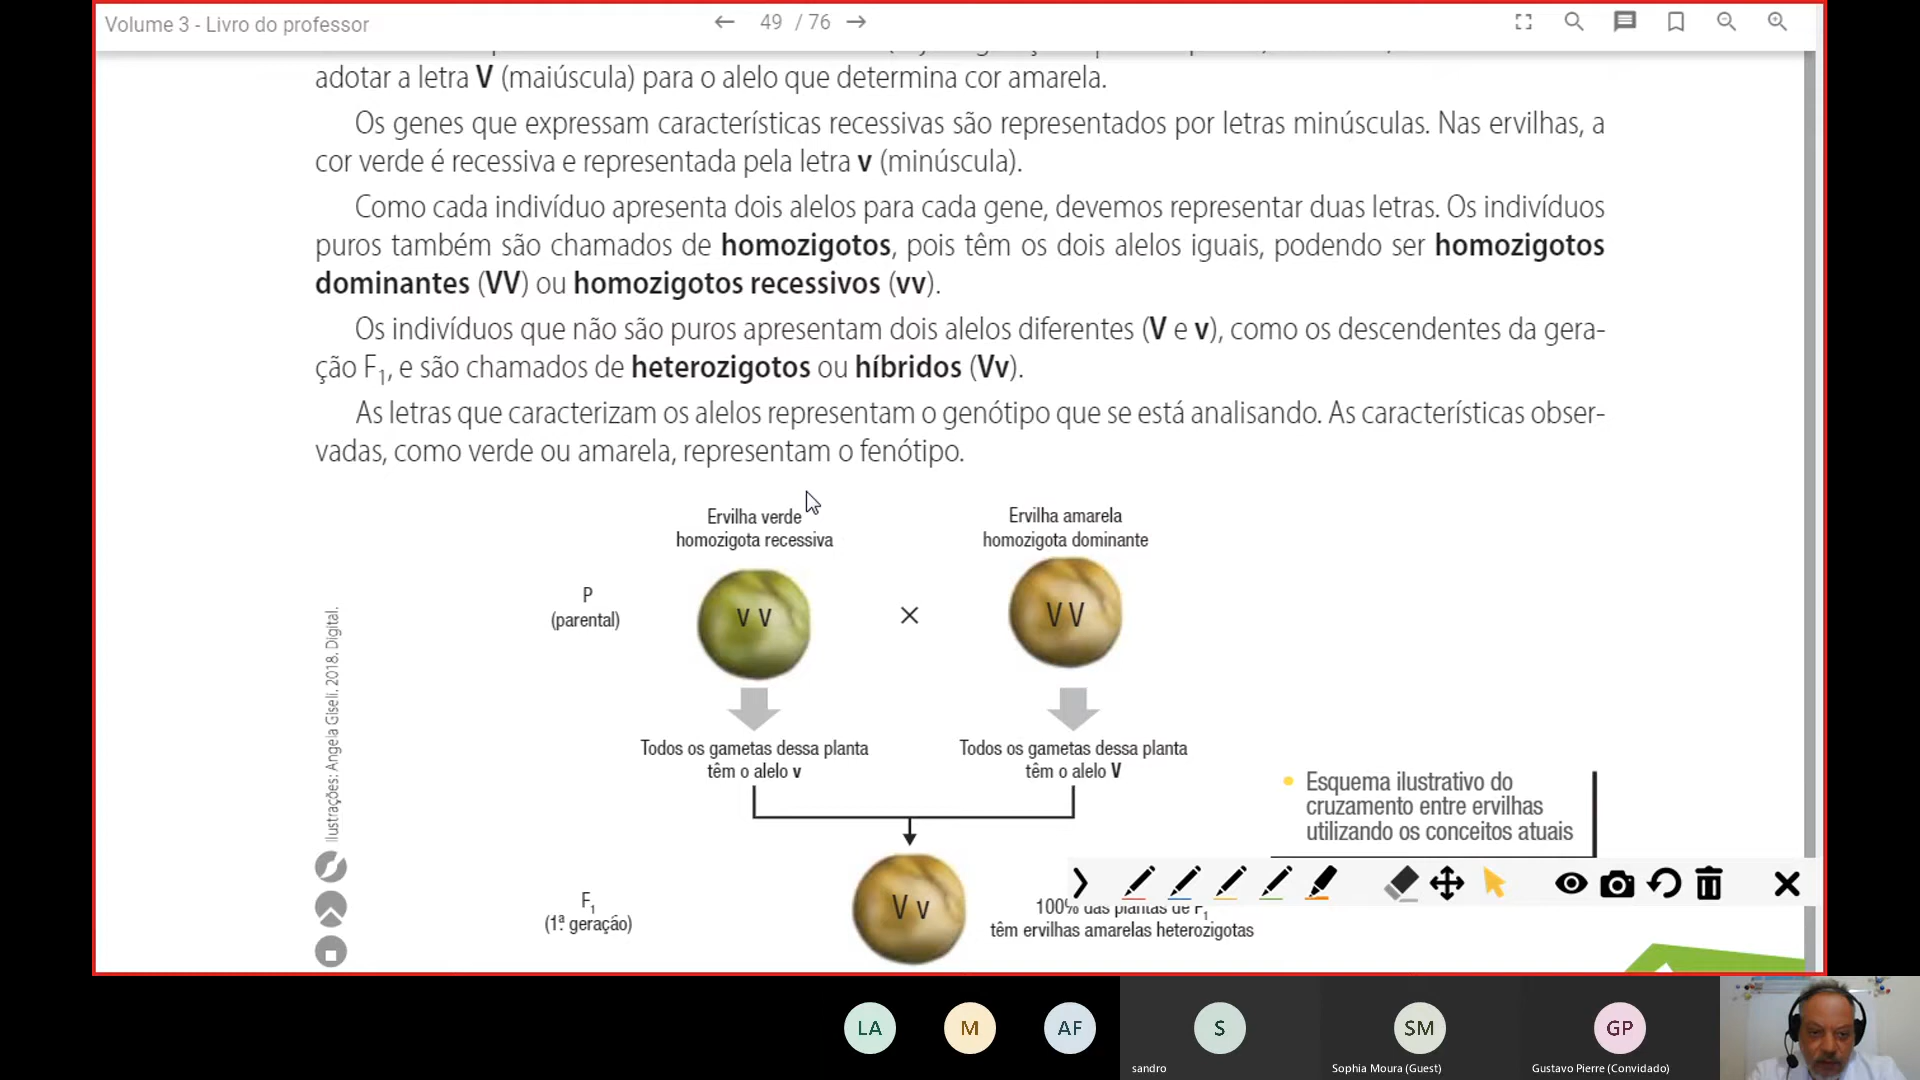 Volume 3 - Livro do professor
49 / 76
adotar a letra V (maiúscula) para o alelo que determina cor amarela.
Os genes que expressam características recessivas são representados por letras minúsculas. Nas ervilhas, a
cor verde é recessiva e representada pela letra v (minúscula).
Como cada indivíduo apresenta dois alelos para cada gene, devemos representar duas letras. Os indivíduos
puros também são chamados de homozigotos, pois têm os dois alelos iguais, podendo ser homozigotos
dominantes (VV) ou homozigotos recessivos (vv).
Os indivíduos que não são puros apresentam dois alelos diferentes (V e v), como os descendentes da gera-
ção F1, e são chamados de heterozigotos ou híbridos (Vv).
As letras que caracterizam os alelos representam o genótipo que se está analisando. As características obser-
vadas, como verde ou amarela, representam o fenótipo.
Ervilha verde
homozigota recessiva
Ervilha amarela
homozigota dominante
P
(parental)
v v
×
V V
Todos os gametas dessa planta
têm o alelo v
Todos os gametas dessa planta
têm o alelo V
Esquema ilustrativo do
cruzamento entre ervilhas
utilizando os conceitos atuais
F1
(1ª geração)
V v
100% das plantas de F1
têm ervilhas amarelas heterozigotas
Ilustrações: Angela Giseli. 2018. Digital.
LA
M
AF
S
SM
GP
sandro
Sophia Moura (Guest)
Gustavo Pierre (Convidado)